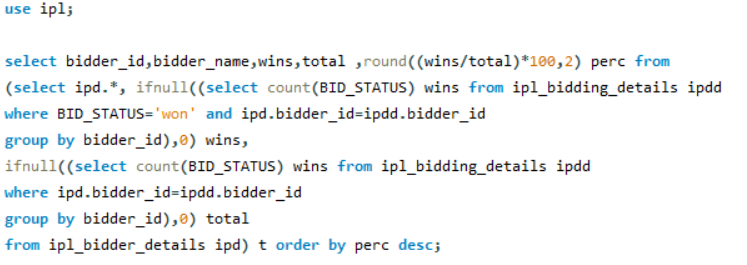 use ipl;
select bidder_id,bidder_name,wins,total ,round((wins/total)*100,2) perc from
(select ipd.*, ifnull((select count(BID_STATUS) wins from ipl_bidding_details ipdd
where BID_STATUS='won' and ipd.bidder_id=ipdd.bidder_id
group by bidder_id),0) wins,
ifnull((select count(BID_STATUS) wins from ipl_bidding_details ipdd
where ipd.bidder_id=ipdd.bidder_id
group by bidder_id),0) total
from ipl_bidder_details ipd) t order by perc desc;